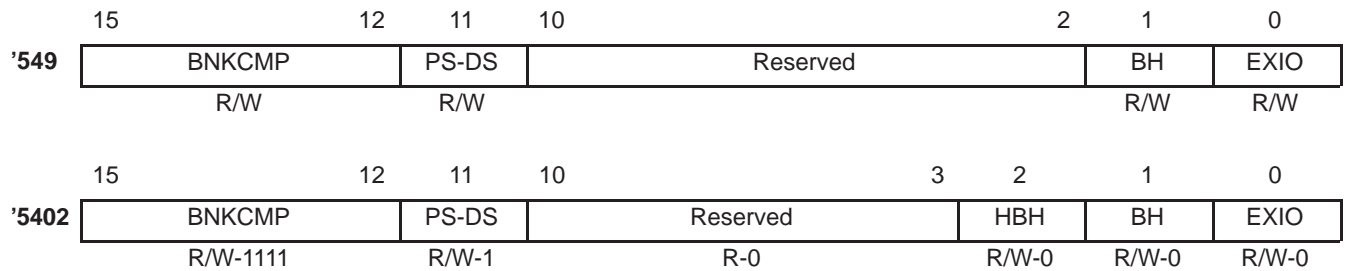 15 12 11 10 2 1 0
’549 BNKCMP PS-DS Reserved BH EXIO
R/W R/W R/W R/W
15 12 11 10 3 2 1 0
’5402 BNKCMP PS-DS Reserved HBH BH EXIO
R/W-1111 R/W-1 R-0 R/W-0 R/W-0 R/W-0